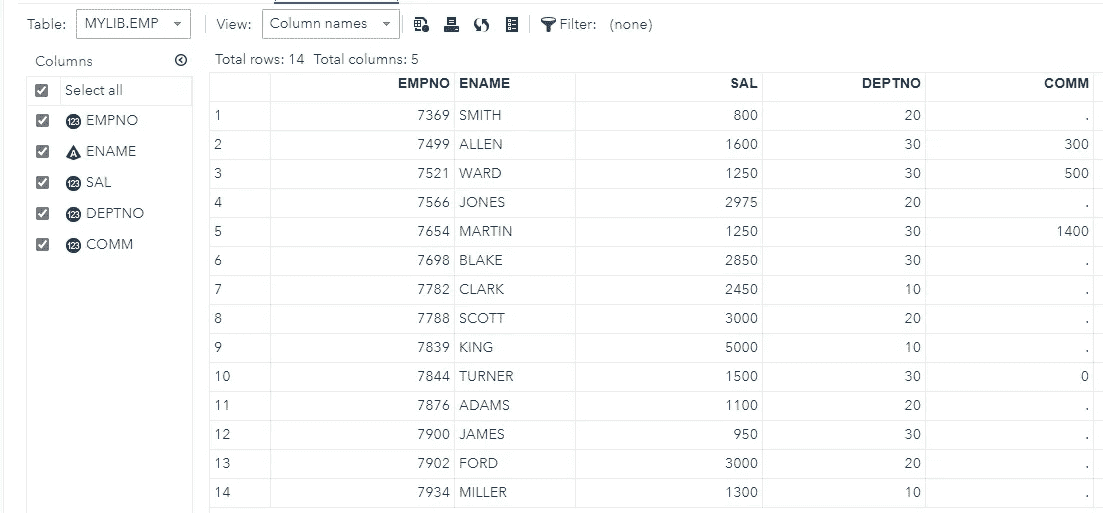 Table: MYLIB.EMP View: Column names Filter: (none)
Columns
Select all
123 EMPNO
A ENAME
123 SAL
123 DEPTNO
123 COMM
Total rows: 14 Total columns: 5
EMPNO ENAME SAL DEPTNO COMM
1 7369 SMITH 800 20 .
2 7499 ALLEN 1600 30 300
3 7521 WARD 1250 30 500
4 7566 JONES 2975 20 .
5 7654 MARTIN 1250 30 1400
6 7698 BLAKE 2850 30 .
7 7782 CLARK 2450 10 .
8 7788 SCOTT 3000 20 .
9 7839 KING 5000 10 .
10 7844 TURNER 1500 30 0
11 7876 ADAMS 1100 20 .
12 7900 JAMES 950 30 .
13 7902 FORD 3000 20 .
14 7934 MILLER 1300 10 .